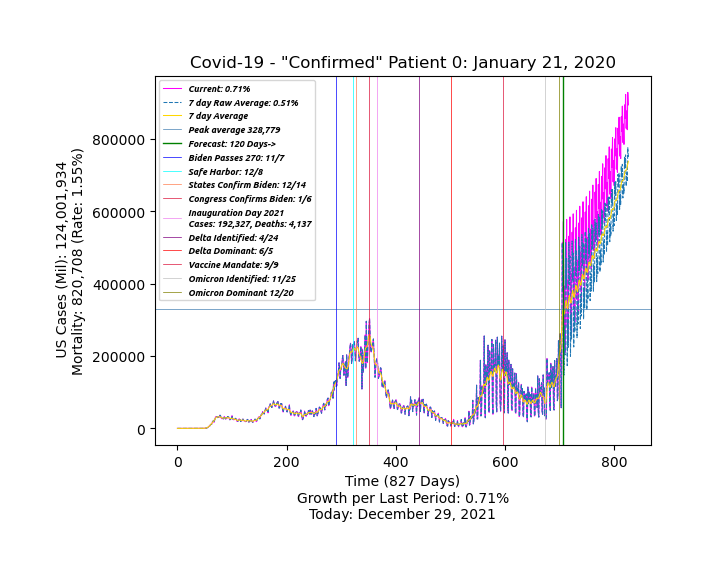 Covid-19 - "Confirmed" Patient 0: January 21, 2020
Current: 0.71%
7 day Raw Average: 0.51%
7 day Average
Peak average 328,779
Forecast: 120 Days->
Biden Passes 270: 11/7
Safe Harbor: 12/8
States Confirm Biden: 12/14
Congress Confirms Biden: 1/6
Inauguration Day 2021
Cases: 192,327, Deaths: 4,137
Delta Identified: 4/24
Delta Dominant: 6/5
Vaccine Mandate: 9/9
Omicron Identified: 11/25
Omicron Dominant 12/20
US Cases (Mil): 124,001,934
Mortality: 820,708 (Rate: 1.55%)
800000
600000
400000
200000
0
0 200 400 600 800
Time (827 Days)
Growth per Last Period: 0.71%
Today: December 29, 2021